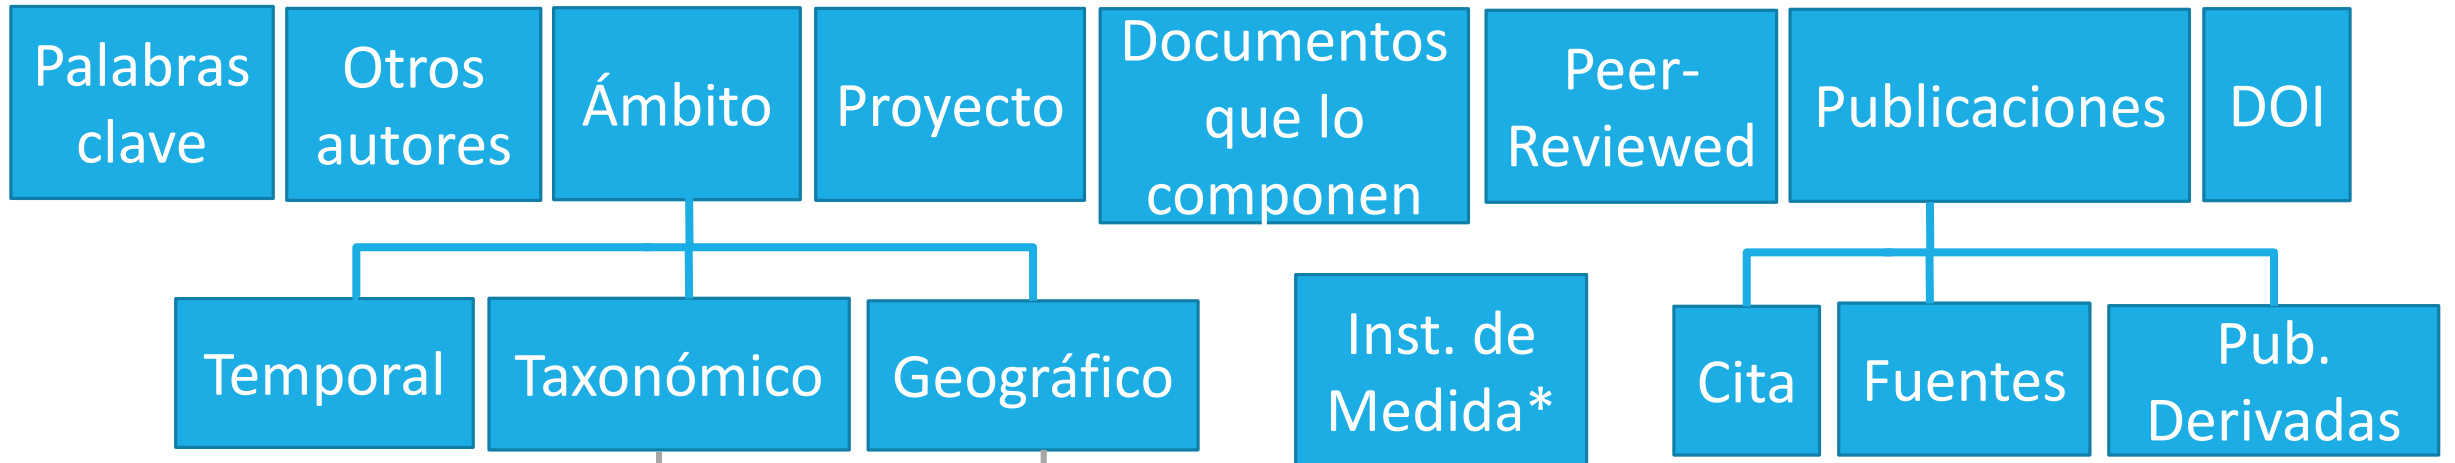 Palabras
clave
Otros
autores
Ámbito
Proyecto
Documentos
que lo
componen
Peer-
Reviewed
Publicaciones
DOI
Temporal
Taxonómico
Geográfico
Inst. de
Medida*
Cita
Fuentes
Pub.
Derivadas